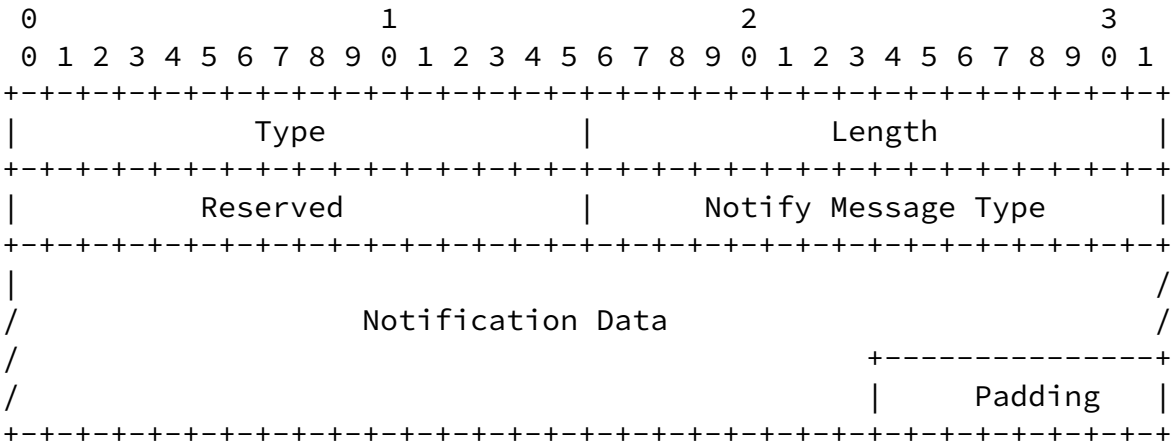 0                   1                   2                   3
0 1 2 3 4 5 6 7 8 9 0 1 2 3 4 5 6 7 8 9 0 1 2 3 4 5 6 7 8 9 0 1
+-+-+-+-+-+-+-+-+-+-+-+-+-+-+-+-+-+-+-+-+-+-+-+-+-+-+-+-+-+-+-+-+
|             Type              |             Length            |
+-+-+-+-+-+-+-+-+-+-+-+-+-+-+-+-+-+-+-+-+-+-+-+-+-+-+-+-+-+-+-+-+
|          Reserved             |      Notify Message Type      |
+-+-+-+-+-+-+-+-+-+-+-+-+-+-+-+-+-+-+-+-+-+-+-+-+-+-+-+-+-+-+-+-+
|                                                               /
/                   Notification Data                           /
/                                               +---------------+
/                                               |     Padding   |
+-+-+-+-+-+-+-+-+-+-+-+-+-+-+-+-+-+-+-+-+-+-+-+-+-+-+-+-+-+-+-+-+